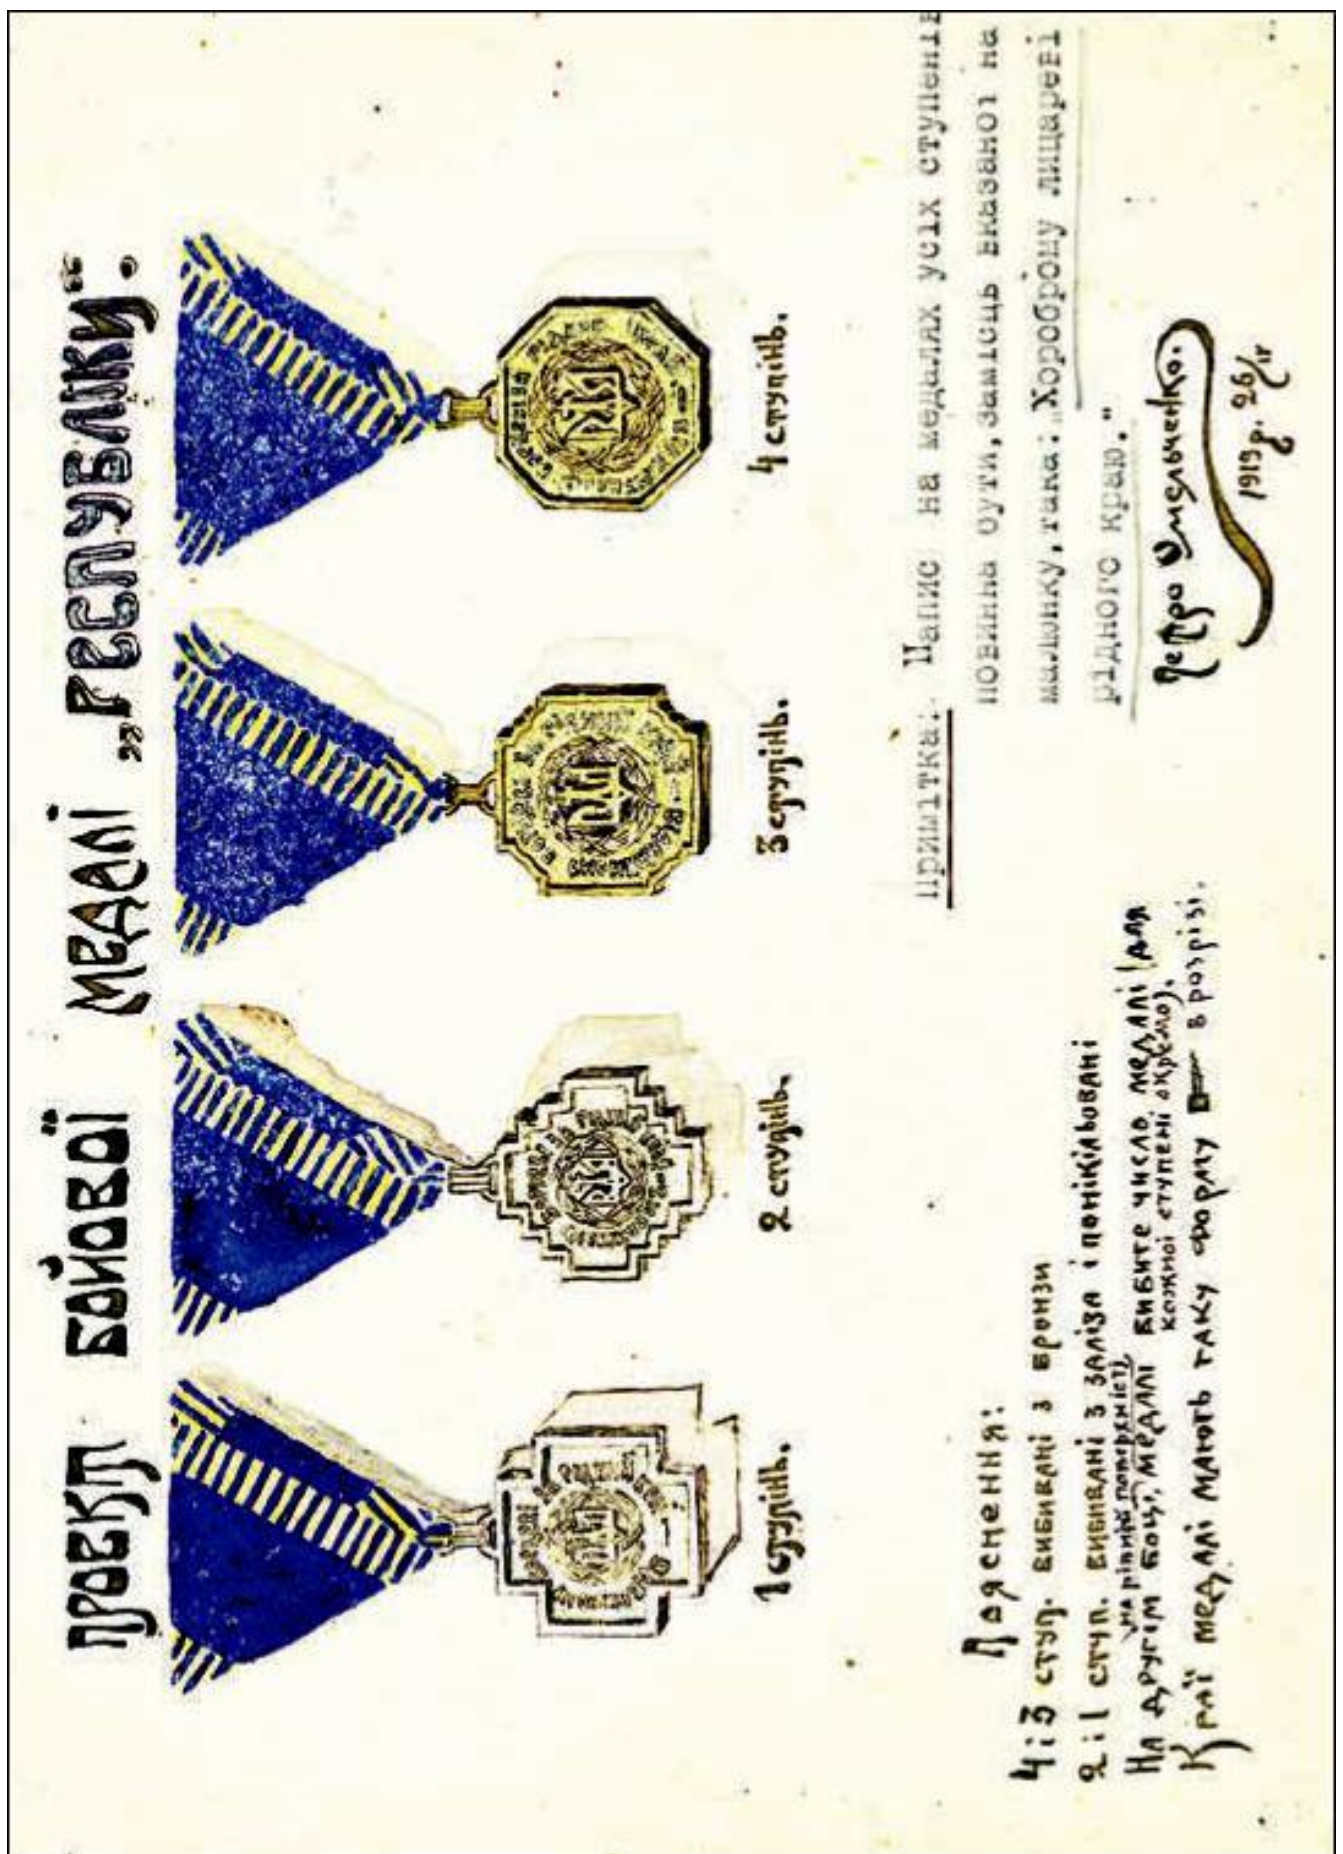 ПРОЕКТ БОЙОВОЇ МЕДАЛІ „РЕСПУБЛІКИ“.
1 ступінь.
2 ступінь.
3 ступінь.
4 ступінь.
Пояснення:
4 і 3 ступ. вибивані з бронзи
2 і 1 ступ. вибивані з заліза і понікільовані
На другім боці, медалі вибите число медалі (для
на рівній поверхністі,
кожної ступені окремо).
Краї медалі мають таку форму в розрізі.
Примітка: Напис на медалях усіх ступенів
повинна бути, замісць вказаної на
малюнку, така: „Хороброму лицареві
рідного краю."
Петро Омельченко.
1919 р. 26/IV